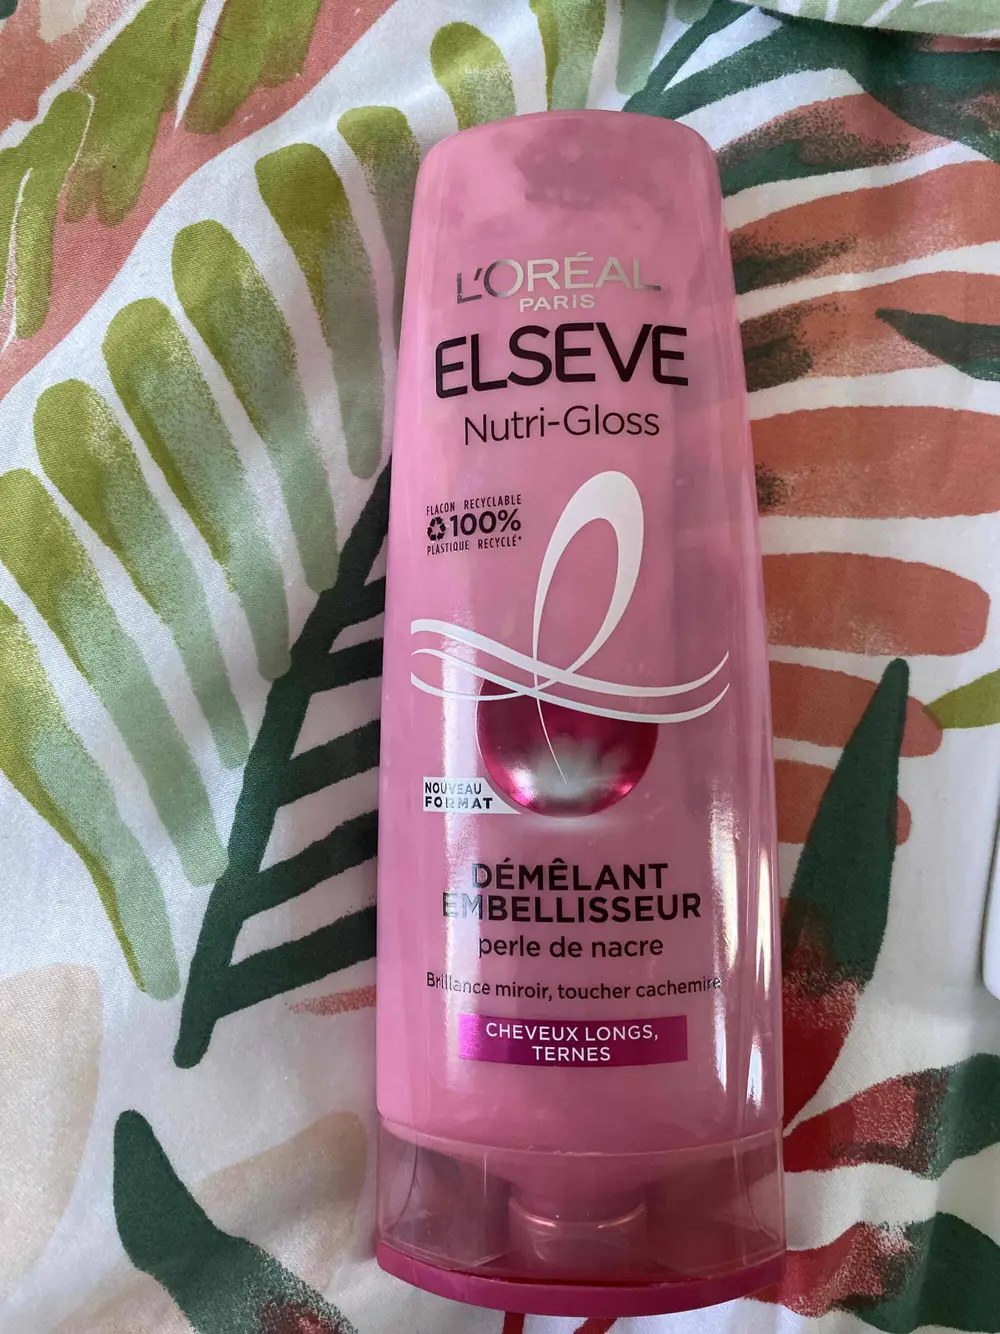 L'ORÉAL
PARIS
ELSEVE
Nutri-Gloss
FLACON RECYCLABLE
100%
PLASTIQUE RECYCLÉ*
NOUVEAU
FORMAT
DÉMÊLANT
EMBELLISSEUR
perle de nacre
Brillance miroir, toucher cachemire
CHEVEUX LONGS,
TERNES